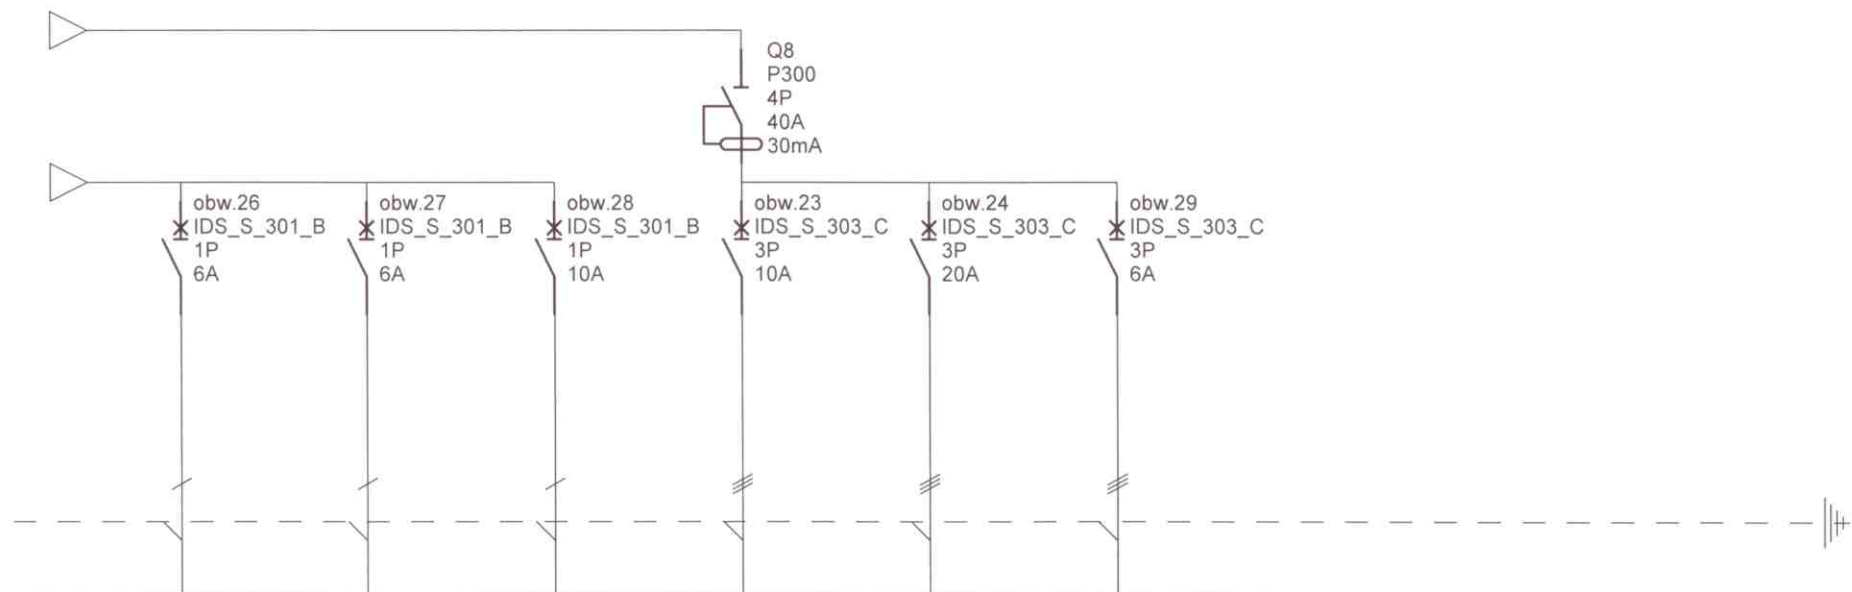 Q8
P300
4P
40A
30mA
obw.26
IDS_S_301_B
1P
6A
obw.27
IDS_S_301_B
1P
6A
obw.28
IDS_S_301_B
1P
10A
obw.23
IDS_S_303_C
3P
10A
obw.24
IDS_S_303_C
3P
20A
obw.29
IDS_S_303_C
3P
6A